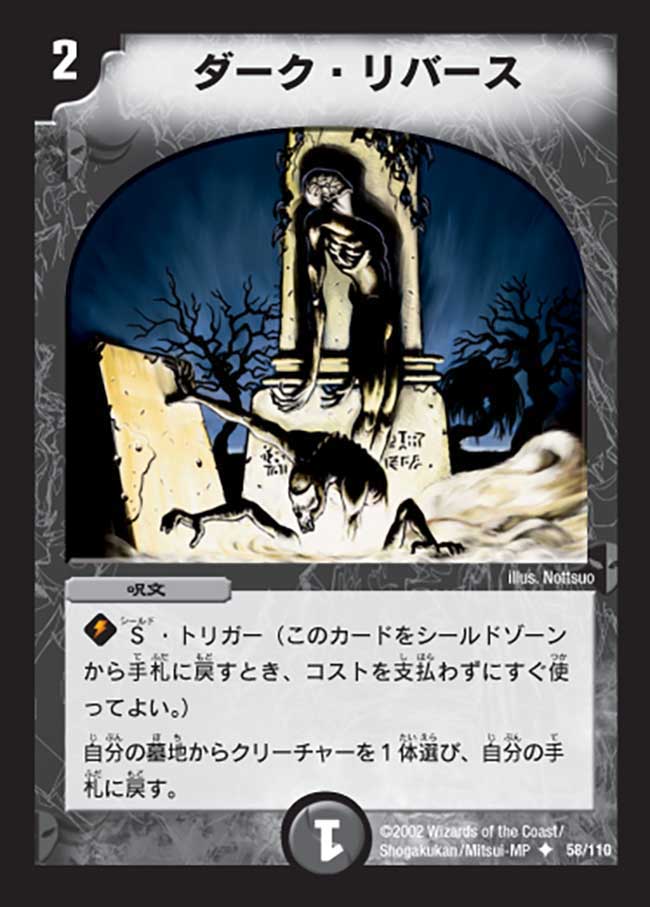 2
ダーク・リバース
illus. Nottsuo
呪文
S・トリガー（このカードをシールドゾーン
から手札に戻すとき、コストを支払わずにすぐ使
ってよい。）
自分の墓地からクリーチャーを1体選び、自分の手
札に戻す。
©2002 Wizards of the Coast/
Shogakukan/Mitsui-MP 58/110